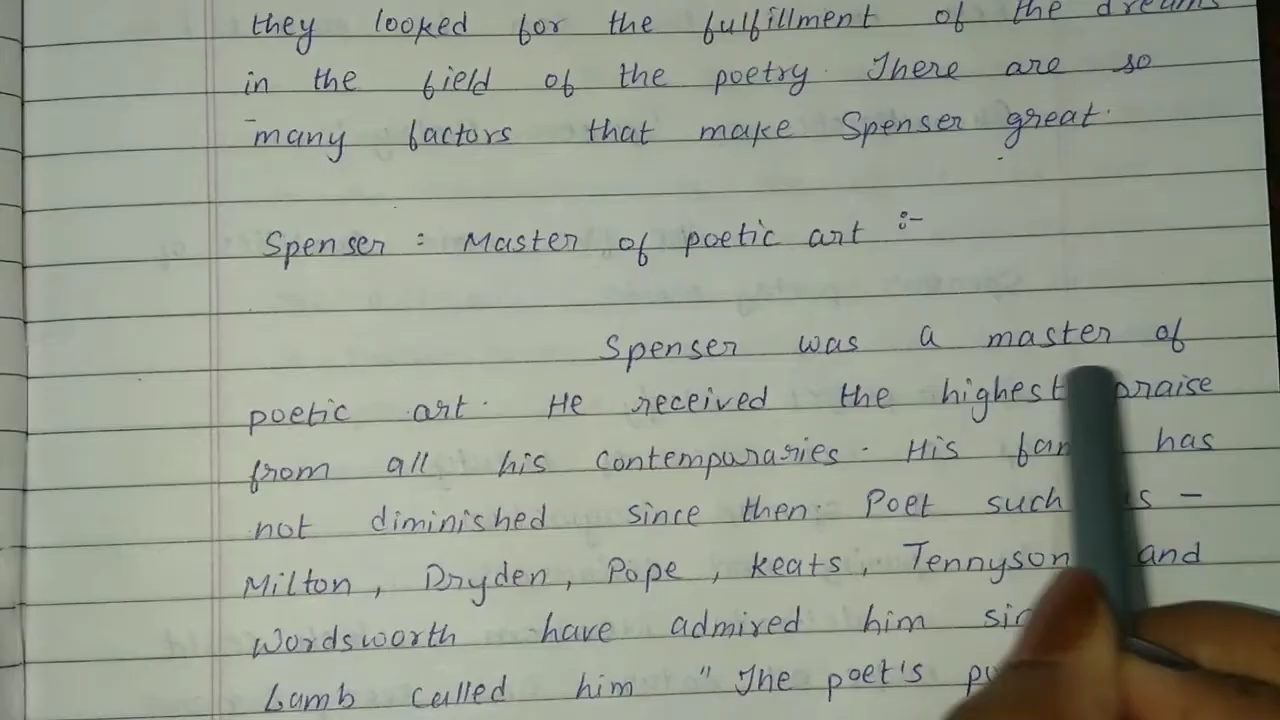 they looked for the fulfillment of the dreams
in the field of the poetry. There are so
many factors that make Spenser great.
Spenser : Master of poetic art :-
Spenser was a master of
poetic art. He received the highest praise
from all his contemparasies. His has
not diminished since then. Poet such -
Milton, Dryden, Pope, Keats, Tennyson and
Wordsworth have admired him
Lamb called him " The poet's